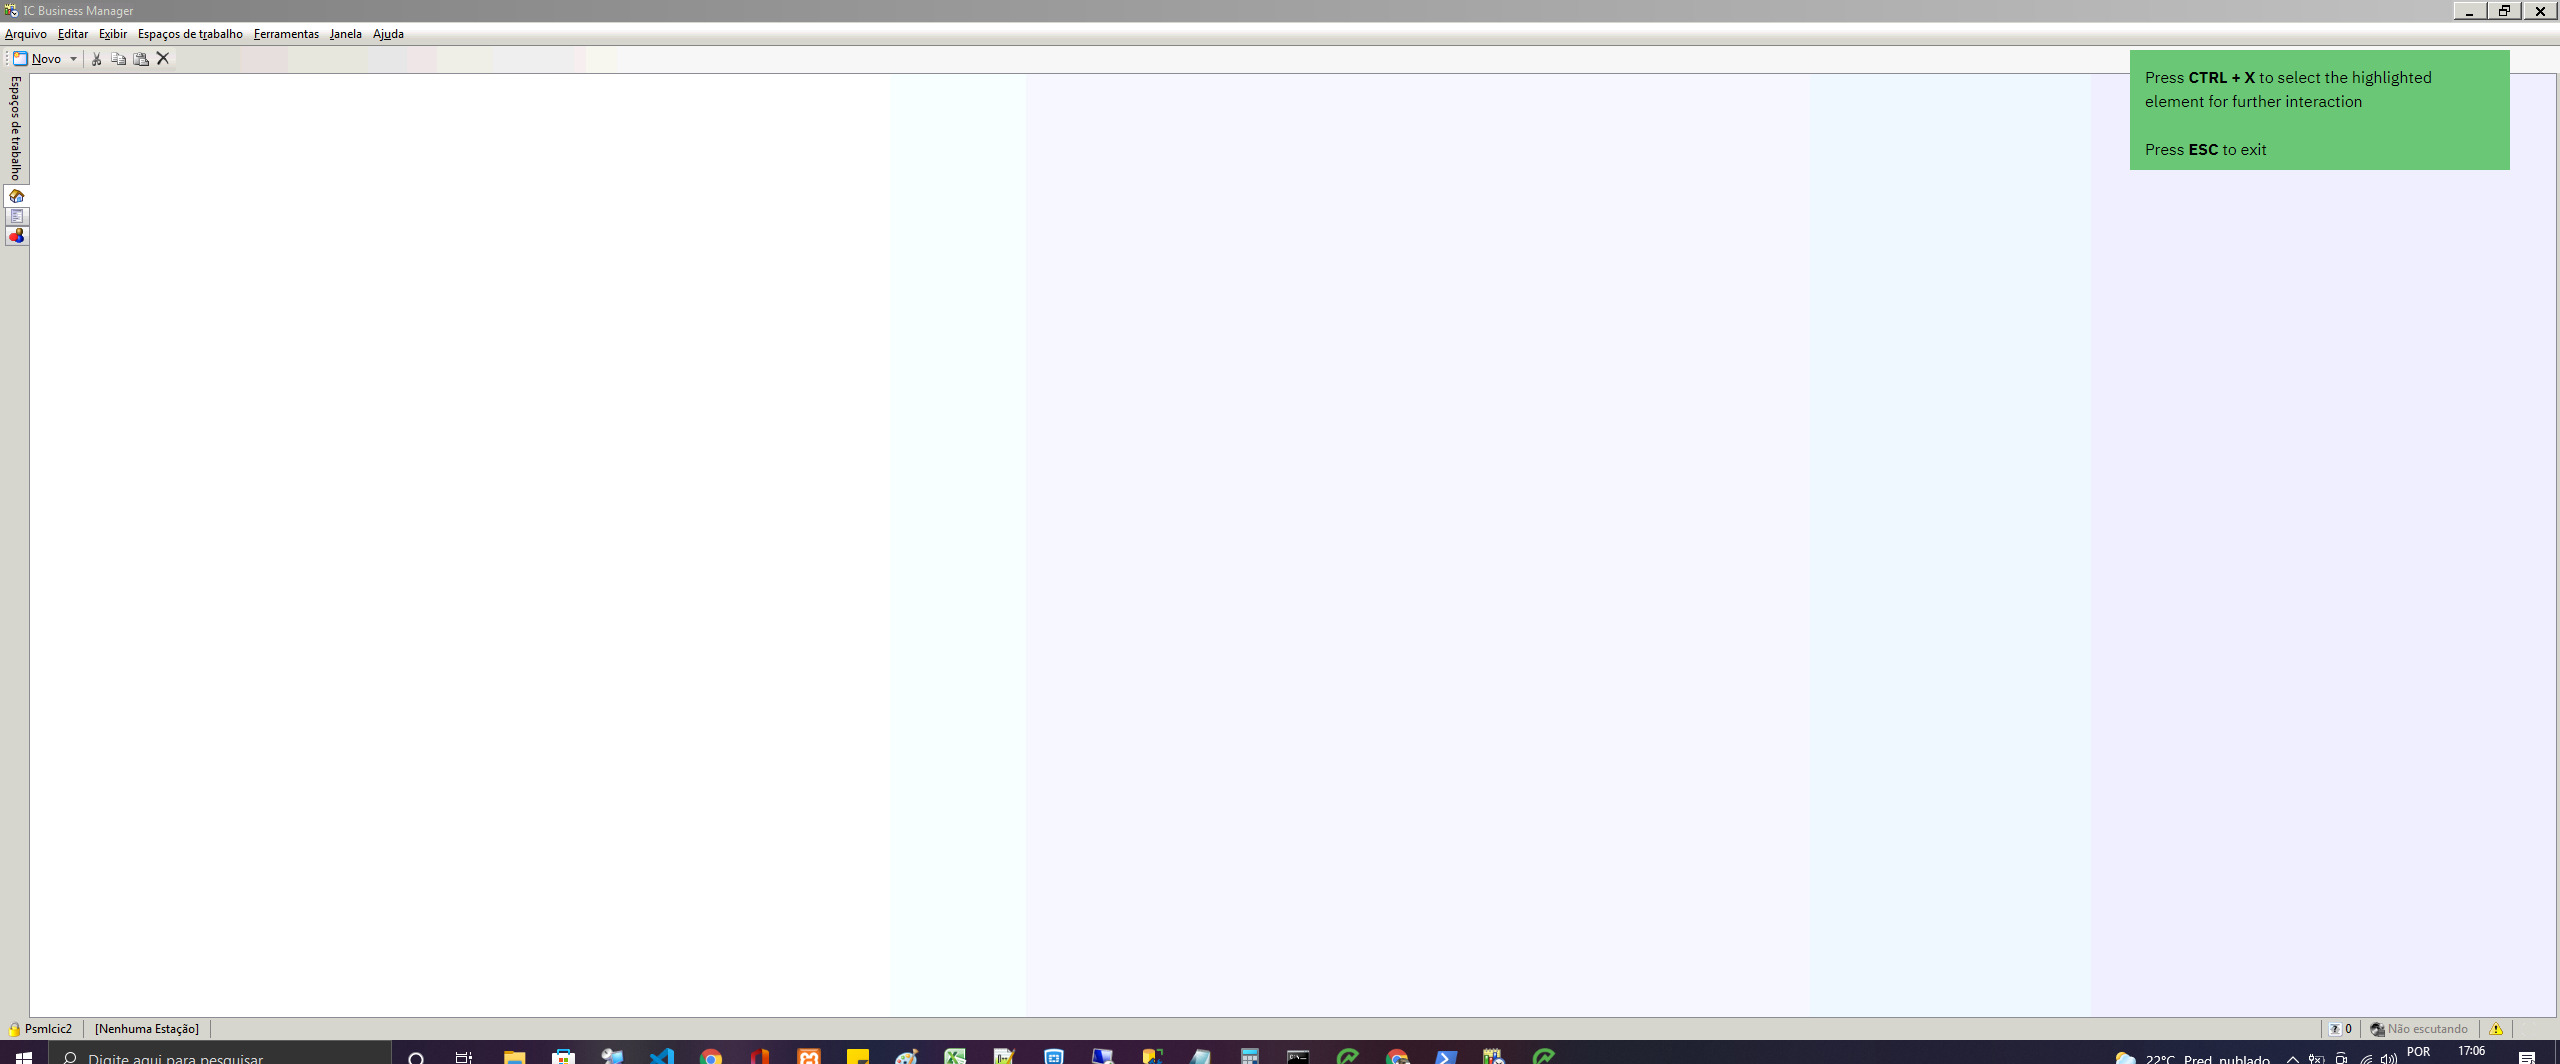 IC Business Manager
Arquivo Editar Exibir Espaços de trabalho Ferramentas Janela Ajuda
Novo
Press CTRL + X to select the highlighted
element for further interaction
Press ESC to exit
Espaços de trabalho
Psmlcic2 [Nenhuma Estação] 0 Não escutando
Digite aqui para pesquisar 22°C Pred. nublado POR 17:06